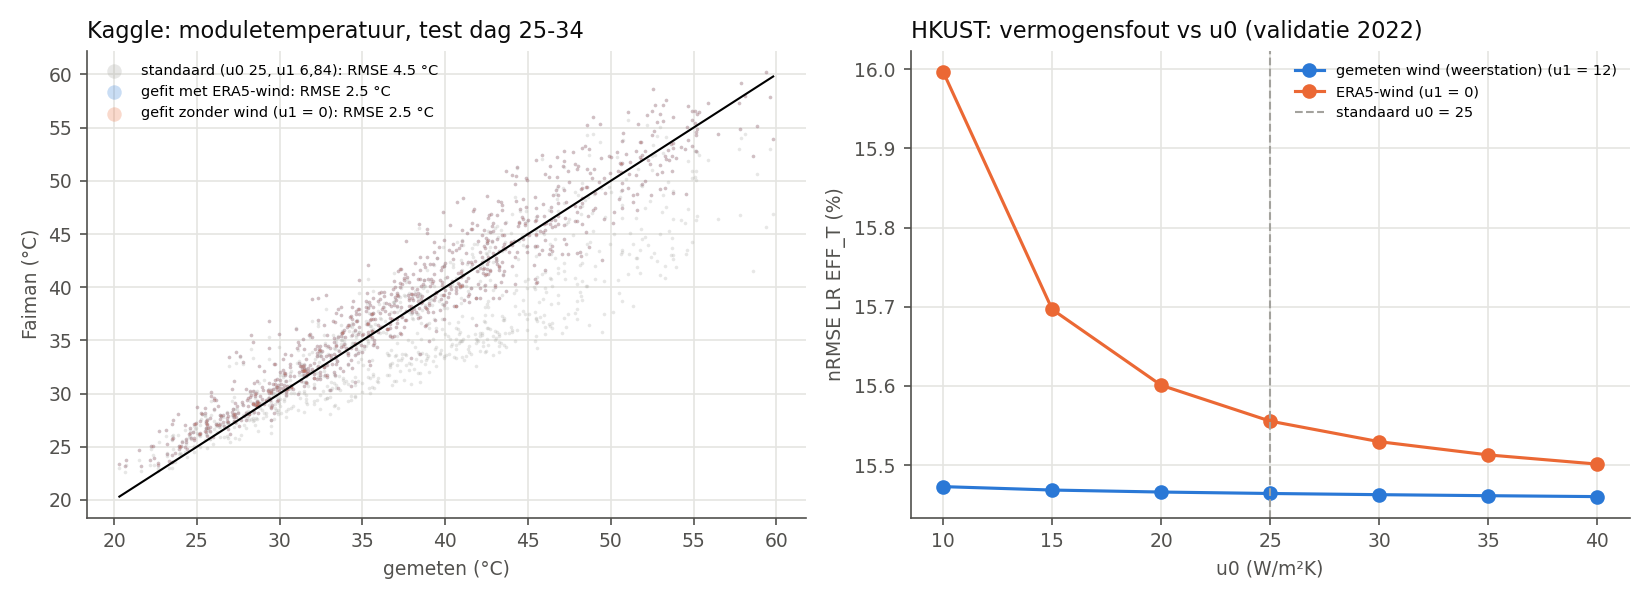 Kaggle: moduletemperatuur, test dag 25-34
standaard (u0 25, u1 6,84): RMSE 4.5 °C
gefit met ERA5-wind: RMSE 2.5 °C
gefit zonder wind (u1 = 0): RMSE 2.5 °C
Faiman (°C)
60
55
50
45
40
35
30
25
20
20 25 30 35 40 45 50 55 60
gemeten (°C)
HKUST: vermogensfout vs u0 (validatie 2022)
gemeten wind (weerstation) (u1 = 12)
ERA5-wind (u1 = 0)
standaard u0 = 25
nRMSE LR EFF_T (%)
16.0
15.9
15.8
15.7
15.6
15.5
10 15 20 25 30 35 40
u0 (W/m²K)